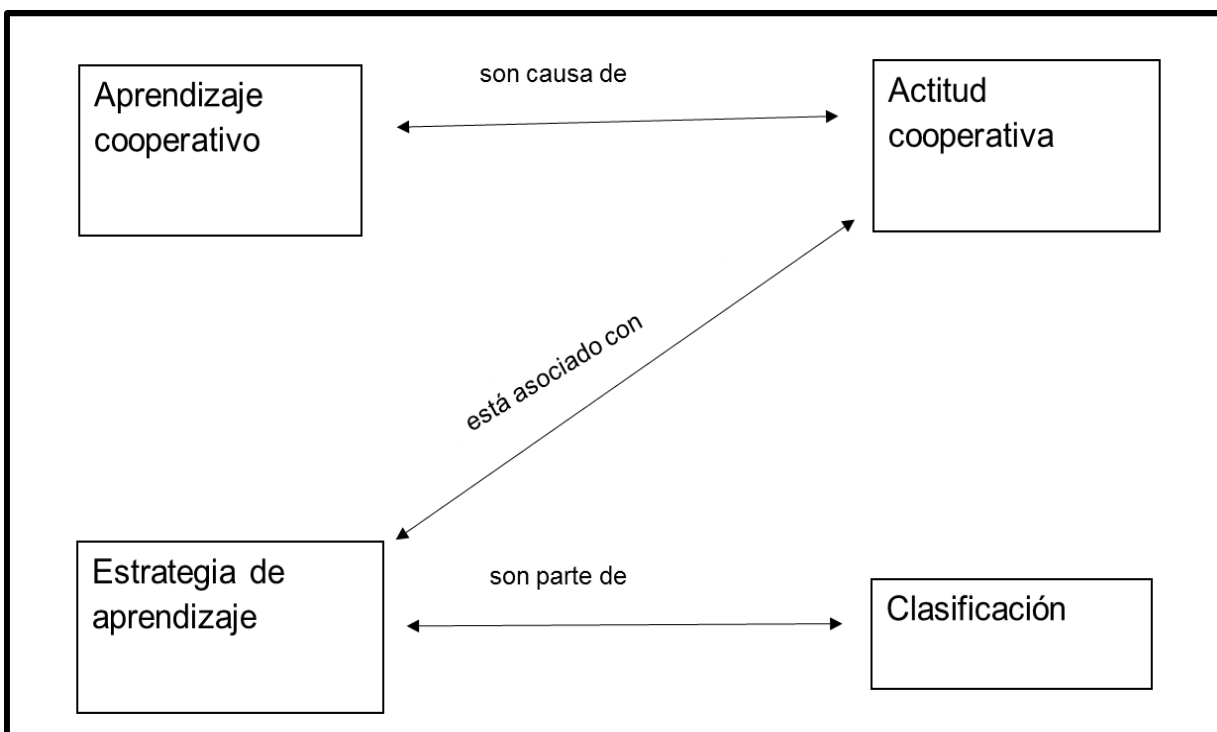 Aprendizaje
cooperativo
son causa de
Actitud
cooperativa
está asociado con
Estrategia de
aprendizaje
son parte de
Clasificación